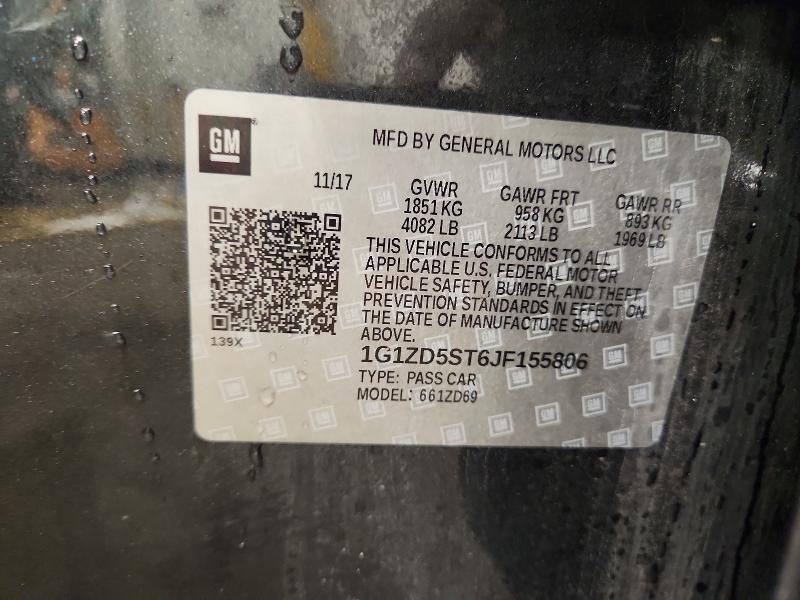 GM
MFD BY GENERAL MOTORS LLC
11/17
GVWR
1851 KG
4082 LB
GAWR FRT
958 KG
2113 LB
GAWR RR
893 KG
1969 LB
THIS VEHICLE CONFORMS TO ALL
APPLICABLE U.S. FEDERAL MOTOR
VEHICLE SAFETY, BUMPER, AND THEFT
PREVENTION STANDARDS IN EFFECT ON
THE DATE OF MANUFACTURE SHOWN
ABOVE.
139X
1G1ZD5ST6JF155806
TYPE: PASS CAR
MODEL: 661ZD69